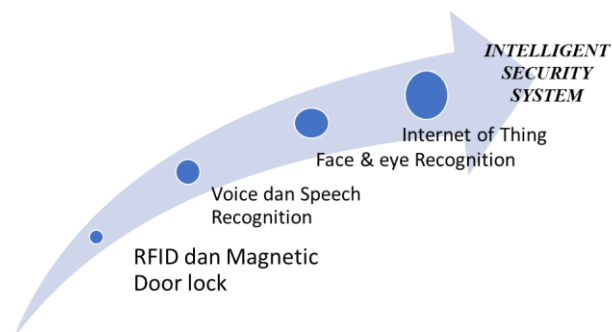 INTELLIGENT
SECURITY
SYSTEM
Internet of Thing
Face & eye Recognition
Voice dan Speech
Recognition
RFID dan Magnetic
Door lock